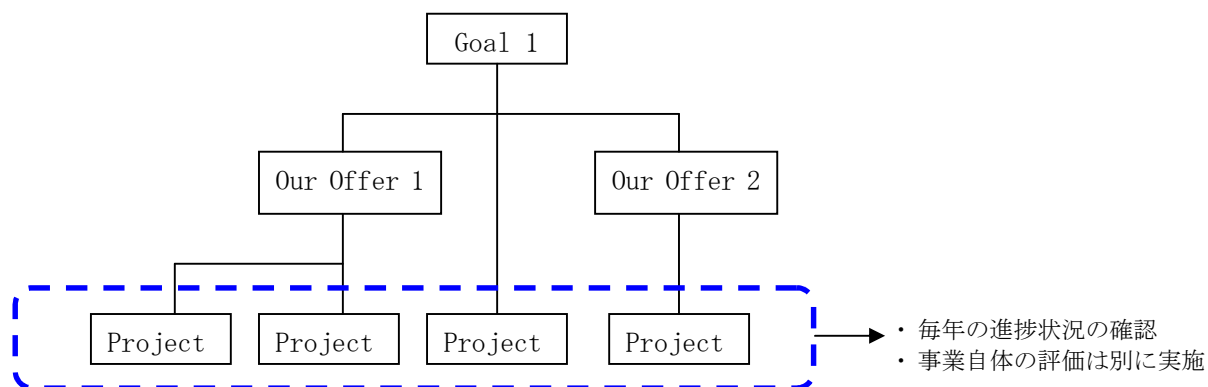 Goal 1
Our Offer 1
Our Offer 2
Project
Project
Project
Project
・ 毎年の進捗状況の確認
・ 事業自体の評価は別に実施